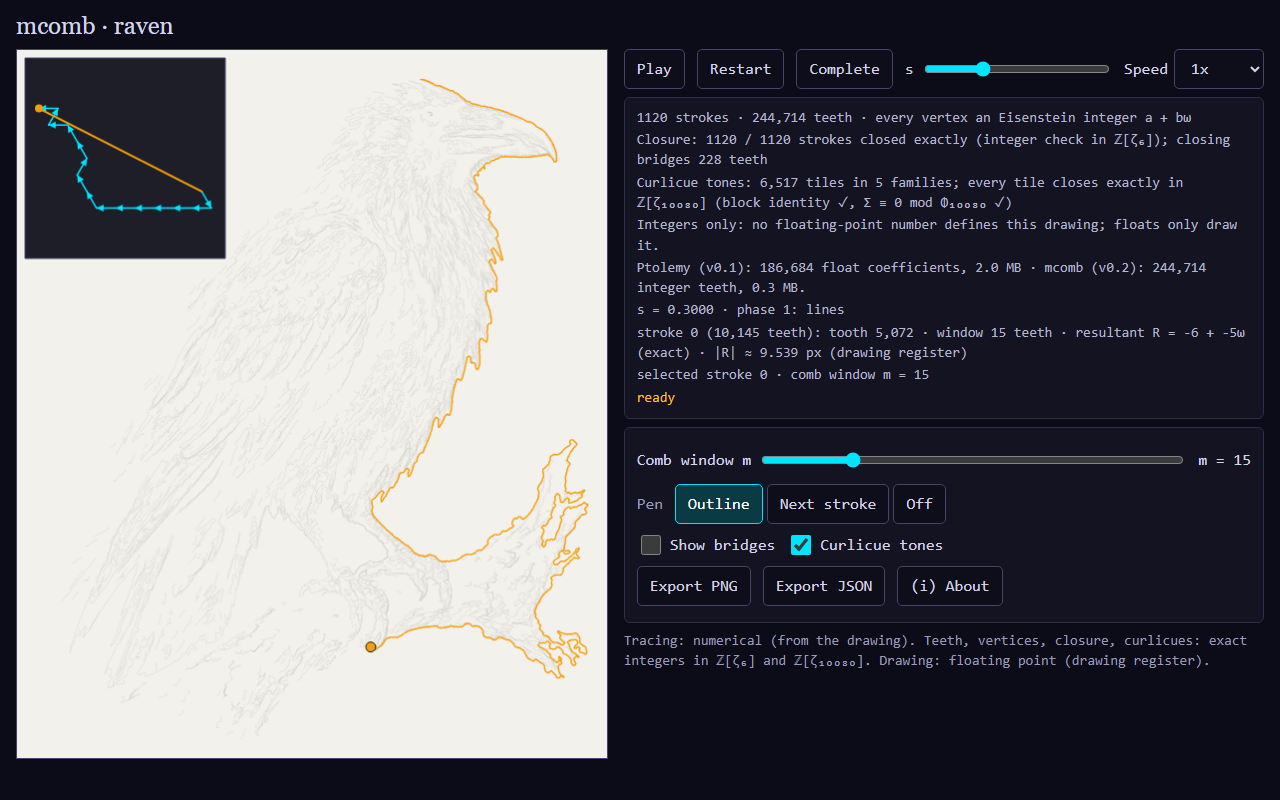 mcomb · raven
Play
Restart
Complete
s
Speed
1x
1120 strokes · 244,714 teeth · every vertex an Eisenstein integer a + bω
Closure: 1120 / 1120 strokes closed exactly (integer check in ℤ[ζ₆]); closing
bridges 228 teeth
Curlicue tones: 6,517 tiles in 5 families; every tile closes exactly in
ℤ[ζ₁₀₀₈₀] (block identity ✓, Σ ≡ 0 mod Φ₁₀₀₈₀ ✓)
Integers only: no floating-point number defines this drawing; floats only draw
it.
Ptolemy (v0.1): 186,684 float coefficients, 2.0 MB · mcomb (v0.2): 244,714
integer teeth, 0.3 MB.
s = 0.3000 · phase 1: lines
stroke 0 (10,145 teeth): tooth 5,072 · window 15 teeth · resultant R = -6 + -5ω
(exact) · |R| ≈ 9.539 px (drawing register)
selected stroke 0 · comb window m = 15
ready
Comb window m
m = 15
Pen
Outline
Next stroke
Off
Show bridges
Curlicue tones
Export PNG
Export JSON
(i) About
Tracing: numerical (from the drawing). Teeth, vertices, closure, curlicues: exact
integers in ℤ[ζ₆] and ℤ[ζ₁₀₀₈₀]. Drawing: floating point (drawing register).